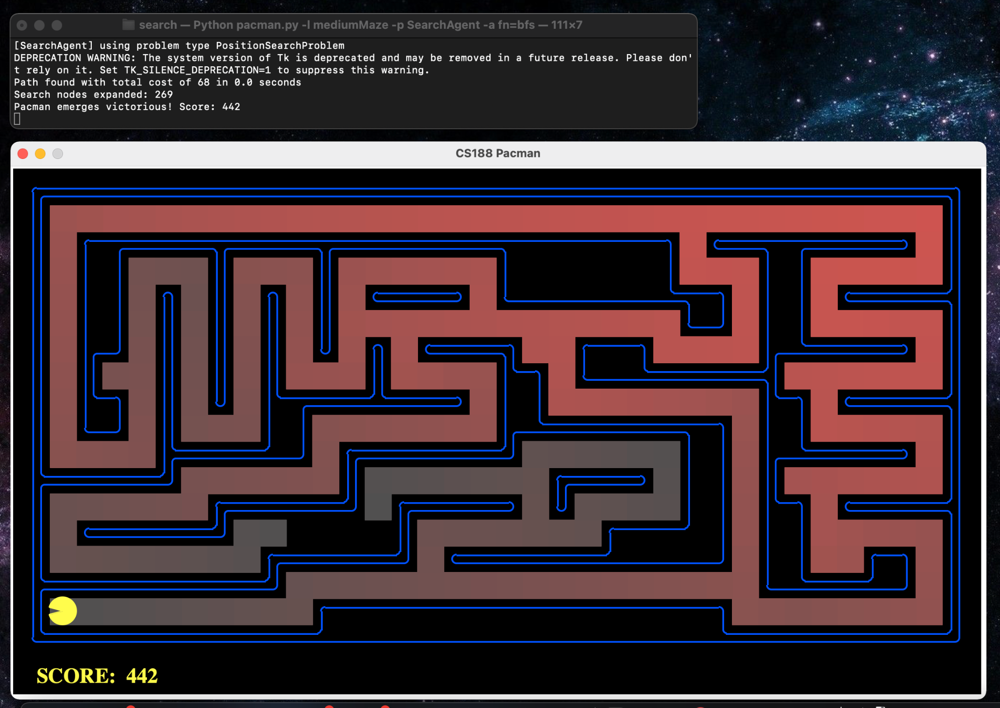 search — Python pacman.py -l mediumMaze -p SearchAgent -a fn=bfs — 111×7
[SearchAgent] using problem type PositionSearchProblem
DEPRECATION WARNING: The system version of Tk is deprecated and may be removed in a future release. Please don'
t rely on it. Set TK_SILENCE_DEPRECATION=1 to suppress this warning.
Path found with total cost of 68 in 0.0 seconds
Search nodes expanded: 269
Pacman emerges victorious! Score: 442
CS188 Pacman
SCORE: 442